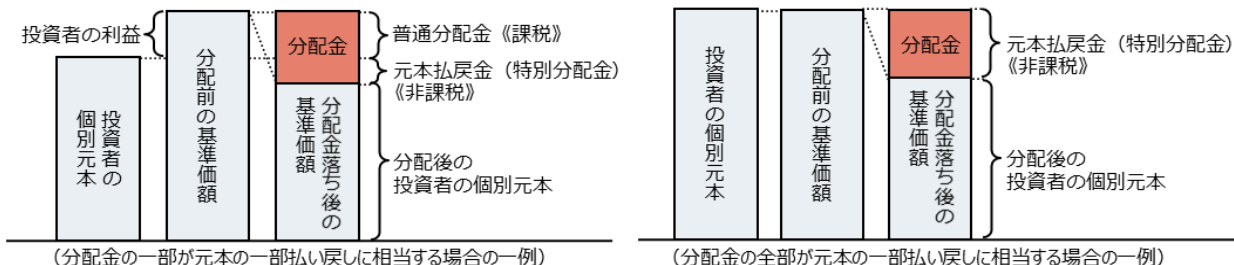 投資者の利益
投資者の
個別元本
分配前の基準価額
分配金
分配金落ち後の
基準価額
普通分配金《課税》
元本払戻金（特別分配金）
《非課税》
分配後の
投資者の個別元本
（分配金の一部が元本の一部払い戻しに相当する場合の一例）
投資者の個別元本
分配前の基準価額
分配金
分配金落ち後の
基準価額
元本払戻金（特別分配金）
《非課税》
分配後の
投資者の個別元本
（分配金の全部が元本の一部払い戻しに相当する場合の一例）